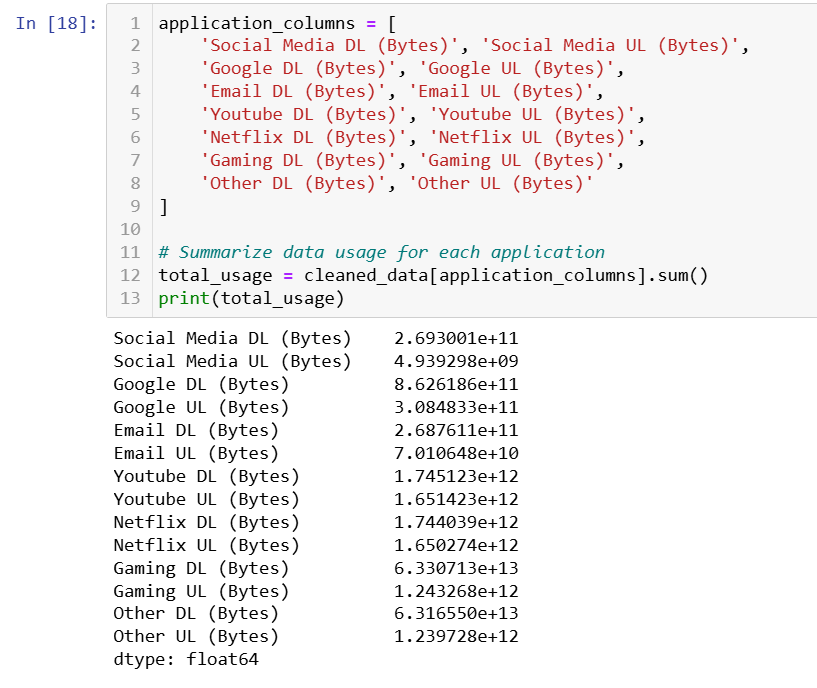 In [18]:
1 application_columns = [
2     'Social Media DL (Bytes)', 'Social Media UL (Bytes)',
3     'Google DL (Bytes)', 'Google UL (Bytes)',
4     'Email DL (Bytes)', 'Email UL (Bytes)',
5     'Youtube DL (Bytes)', 'Youtube UL (Bytes)',
6     'Netflix DL (Bytes)', 'Netflix UL (Bytes)',
7     'Gaming DL (Bytes)', 'Gaming UL (Bytes)',
8     'Other DL (Bytes)', 'Other UL (Bytes)'
9 ]
10
11 # Summarize data usage for each application
12 total_usage = cleaned_data[application_columns].sum()
13 print(total_usage)
Social Media DL (Bytes)    2.693001e+11
Social Media UL (Bytes)    4.939298e+09
Google DL (Bytes)          8.626186e+11
Google UL (Bytes)          3.084833e+11
Email DL (Bytes)           2.687611e+11
Email UL (Bytes)           7.010648e+10
Youtube DL (Bytes)         1.745123e+12
Youtube UL (Bytes)         1.651423e+12
Netflix DL (Bytes)         1.744039e+12
Netflix UL (Bytes)         1.650274e+12
Gaming DL (Bytes)          6.330713e+13
Gaming UL (Bytes)          1.243268e+12
Other DL (Bytes)           6.316550e+13
Other UL (Bytes)           1.239728e+12
dtype: float64